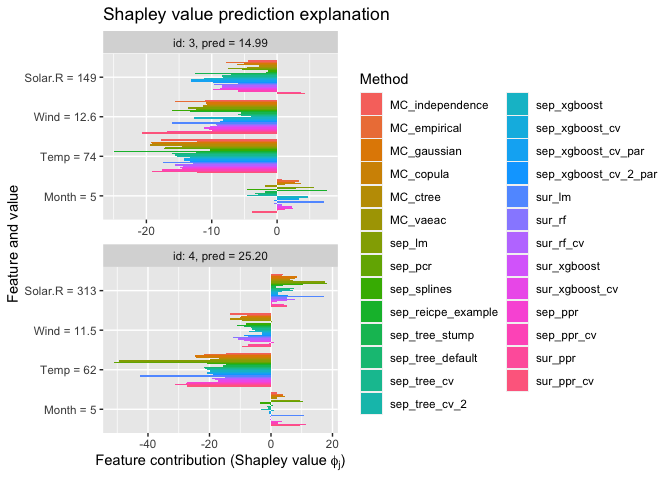 Shapley value prediction explanation
id: 3, pred = 14.99
Solar.R = 149
Wind = 12.6
Temp = 74
Month = 5
-20
-10
0
id: 4, pred = 25.20
Solar.R = 313
Wind = 11.5
Temp = 62
Month = 5
-40
-20
0
20
Feature contribution (Shapley value ϕj)
Feature and value
Method
MC_independence
MC_empirical
MC_gaussian
MC_copula
MC_ctree
MC_vaeac
sep_lm
sep_pcr
sep_splines
sep_reicpe_example
sep_tree_stump
sep_tree_default
sep_tree_cv
sep_tree_cv_2
sep_xgboost
sep_xgboost_cv
sep_xgboost_cv_par
sep_xgboost_cv_2_par
sur_lm
sur_rf
sur_rf_cv
sur_xgboost
sur_xgboost_cv
sep_ppr
sep_ppr_cv
sur_ppr
sur_ppr_cv